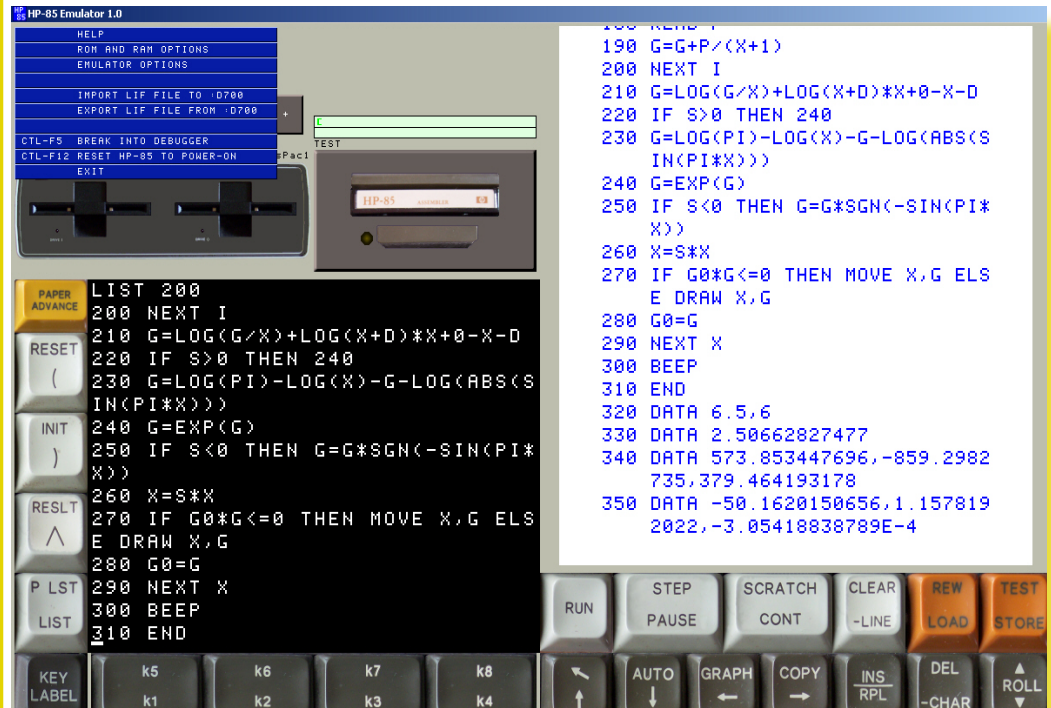 HP 85
HP-85 Emulator 1.0
HELP
ROM AND RAM OPTIONS
EMULATOR OPTIONS
IMPORT LIF FILE TO :D700
EXPORT LIF FILE FROM :D700
CTL-F5 BREAK INTO DEBUGGER
CTL-F12 RESET HP-85 TO POWER-ON
EXIT
+
sPac1
TEST
HP-85
hp
190 G=G+P/(X+1)
200 NEXT I
210 G=LOG(G/X)+LOG(X+D)*X+0-X-D
220 IF S>0 THEN 240
230 G=LOG(PI)-LOG(X)-G-LOG(ABS(S
IN(PI*X)))
240 G=EXP(G)
250 IF S<0 THEN G=G*SGN(-SIN(PI*
X))
260 X=S*X
270 IF G0*G<=0 THEN MOVE X,G ELS
E DRAW X,G
280 G0=G
290 NEXT X
300 BEEP
310 END
320 DATA 6.5,6
330 DATA 2.50662827477
340 DATA 573.853447696,-859.2982
735,379.464193178
350 DATA -50.1620150656,1.157819
2022,-3.05418838789E-4
PAPER
ADVANCE
RESET
(
INIT
)
RESLT
^
P LST
LIST
LIST 200
200 NEXT I
210 G=LOG(G/X)+LOG(X+D)*X+0-X-D
220 IF S>0 THEN 240
230 G=LOG(PI)-LOG(X)-G-LOG(ABS(S
IN(PI*X)))
240 G=EXP(G)
250 IF S<0 THEN G=G*SGN(-SIN(PI*
X))
260 X=S*X
270 IF G0*G<=0 THEN MOVE X,G ELS
E DRAW X,G
280 G0=G
290 NEXT X
300 BEEP
310 END
RUN
STEP
PAUSE
SCRATCH
CONT
CLEAR
-LINE
REW
LOAD
TEST
STORE
KEY
LABEL
k5
k1
k6
k2
k7
k3
k8
k4
↖
↑
AUTO
↓
GRAPH
←
COPY
→
INS
RPL
DEL
-CHAR
▲
ROLL
▼